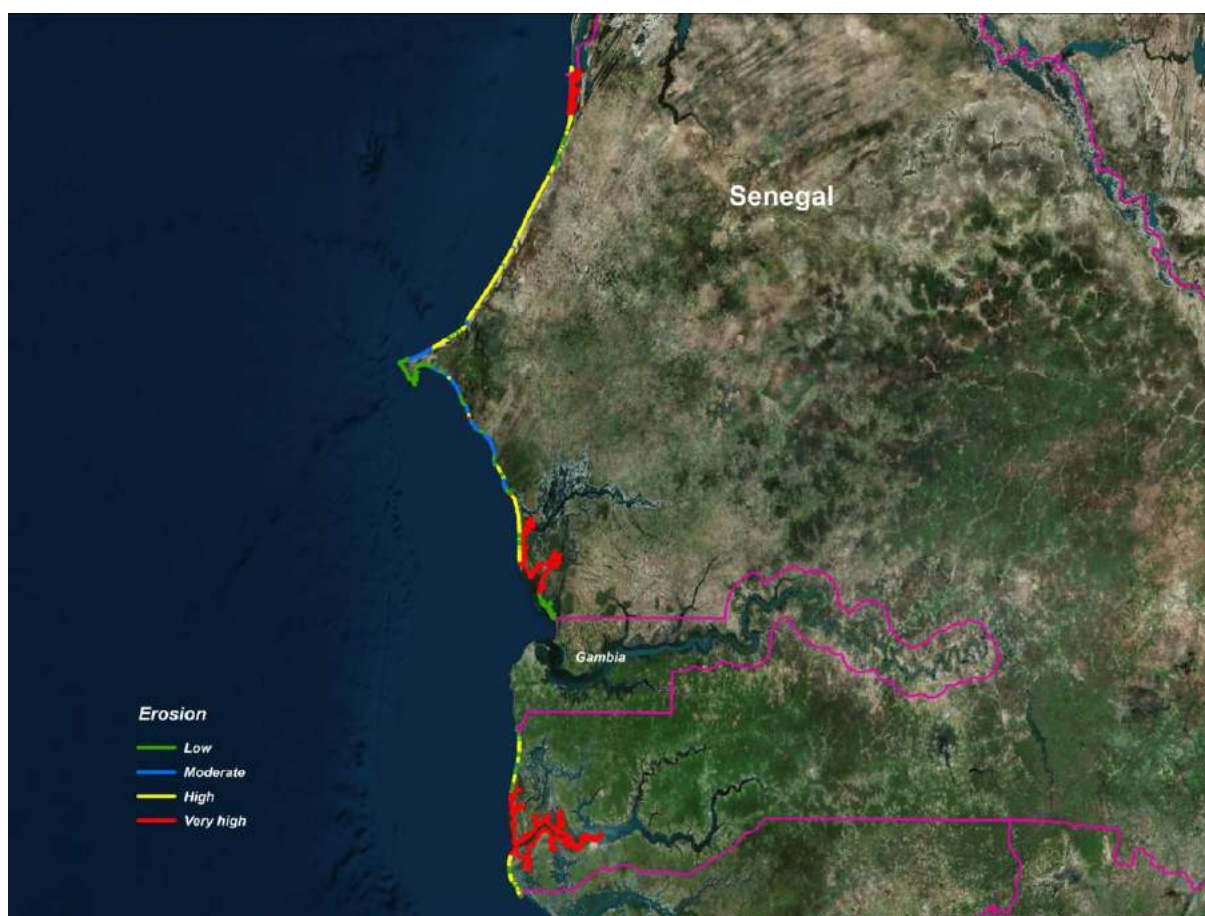 Senegal
Gambia
Erosion
Low
Moderate
High
Very high